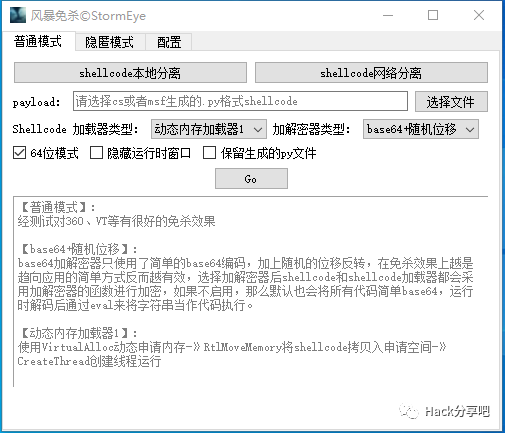 风暴免杀©StormEye
普通模式 隐匿模式 配置
shellcode本地分离 shellcode网络分离
payload: 请选择cs或者msf生成的.py格式shellcode 选择文件
Shellcode 加载器类型: 动态内存加载器1 加解密器类型: base64+随机位移
64位模式 隐藏运行时窗口 保留生成的py文件
Go
【普通模式】:
经测试对360、VT等有很好的免杀效果
【base64+随机位移】:
base64加解密器只使用了简单的base64编码，加上随机的位移反转，在免杀效果上越是
趋向应用的简单方式反而越有效，选择加解密器后shellcode和shellcode加载器都会采
用加解密器的函数进行加密，如果不启用，那么默认也会将所有代码简单base64，运行
时解码后通过eval来将字符串当作代码执行。
【动态内存加载器1】:
使用VirtualAlloc动态申请内存-》RtlMoveMemory将shellcode拷贝入申请空间-》
CreateThread创建线程运行
Hack分享吧